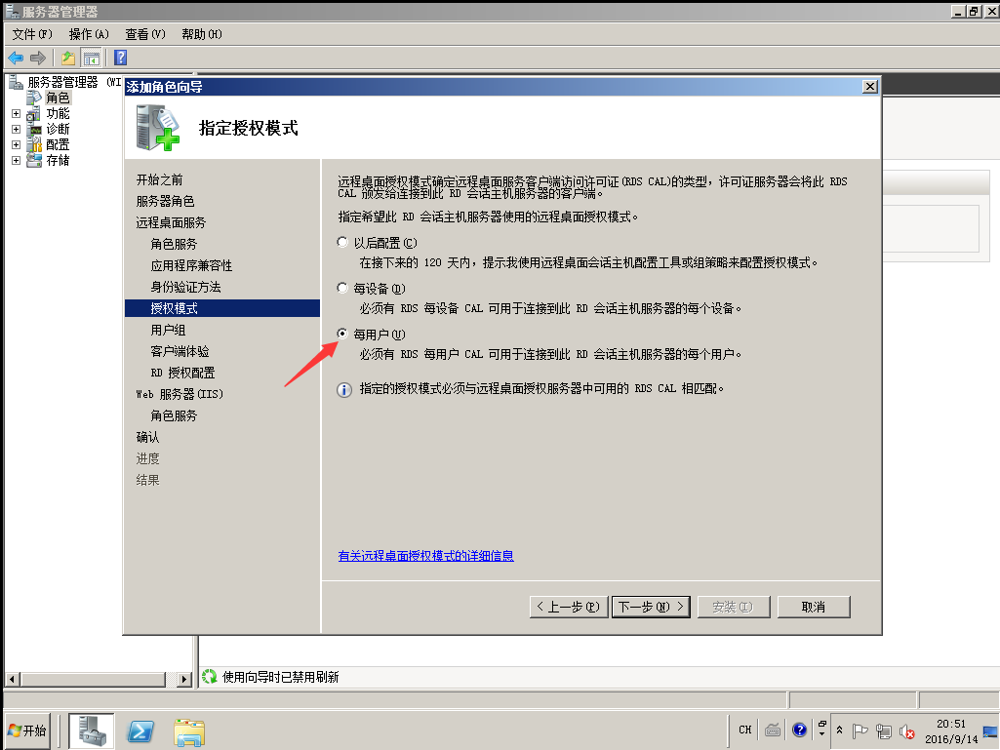 服务器管理器
文件(F) 操作(A) 查看(V) 帮助(H)
服务器管理器 (WI
角色
功能
诊断
配置
存储
添加角色向导
指定授权模式
开始之前
服务器角色
远程桌面服务
角色服务
应用程序兼容性
身份验证方法
授权模式
用户组
客户端体验
RD 授权配置
Web 服务器(IIS)
角色服务
确认
进度
结果
远程桌面授权模式确定远程桌面服务客户端访问许可证(RDS CAL)的类型，许可证服务器会将此 RDS
CAL 颁发给连接到此 RD 会话主机服务器的客户端。
指定希望此 RD 会话主机服务器使用的远程桌面授权模式。
以后配置(C)
在接下来的 120 天内，提示我使用远程桌面会话主机配置工具或组策略来配置授权模式。
每设备(D)
必须有 RDS 每设备 CAL 可用于连接到此 RD 会话主机服务器的每个设备。
每用户(U)
必须有 RDS 每用户 CAL 可用于连接到此 RD 会话主机服务器的每个用户。
指定的授权模式必须与远程桌面授权服务器中可用的 RDS CAL 相匹配。
有关远程桌面授权模式的详细信息
< 上一步(P) 下一步(N) > 安装(I) 取消
使用向导时已禁用刷新
开始
CH
20:51
2016/9/14